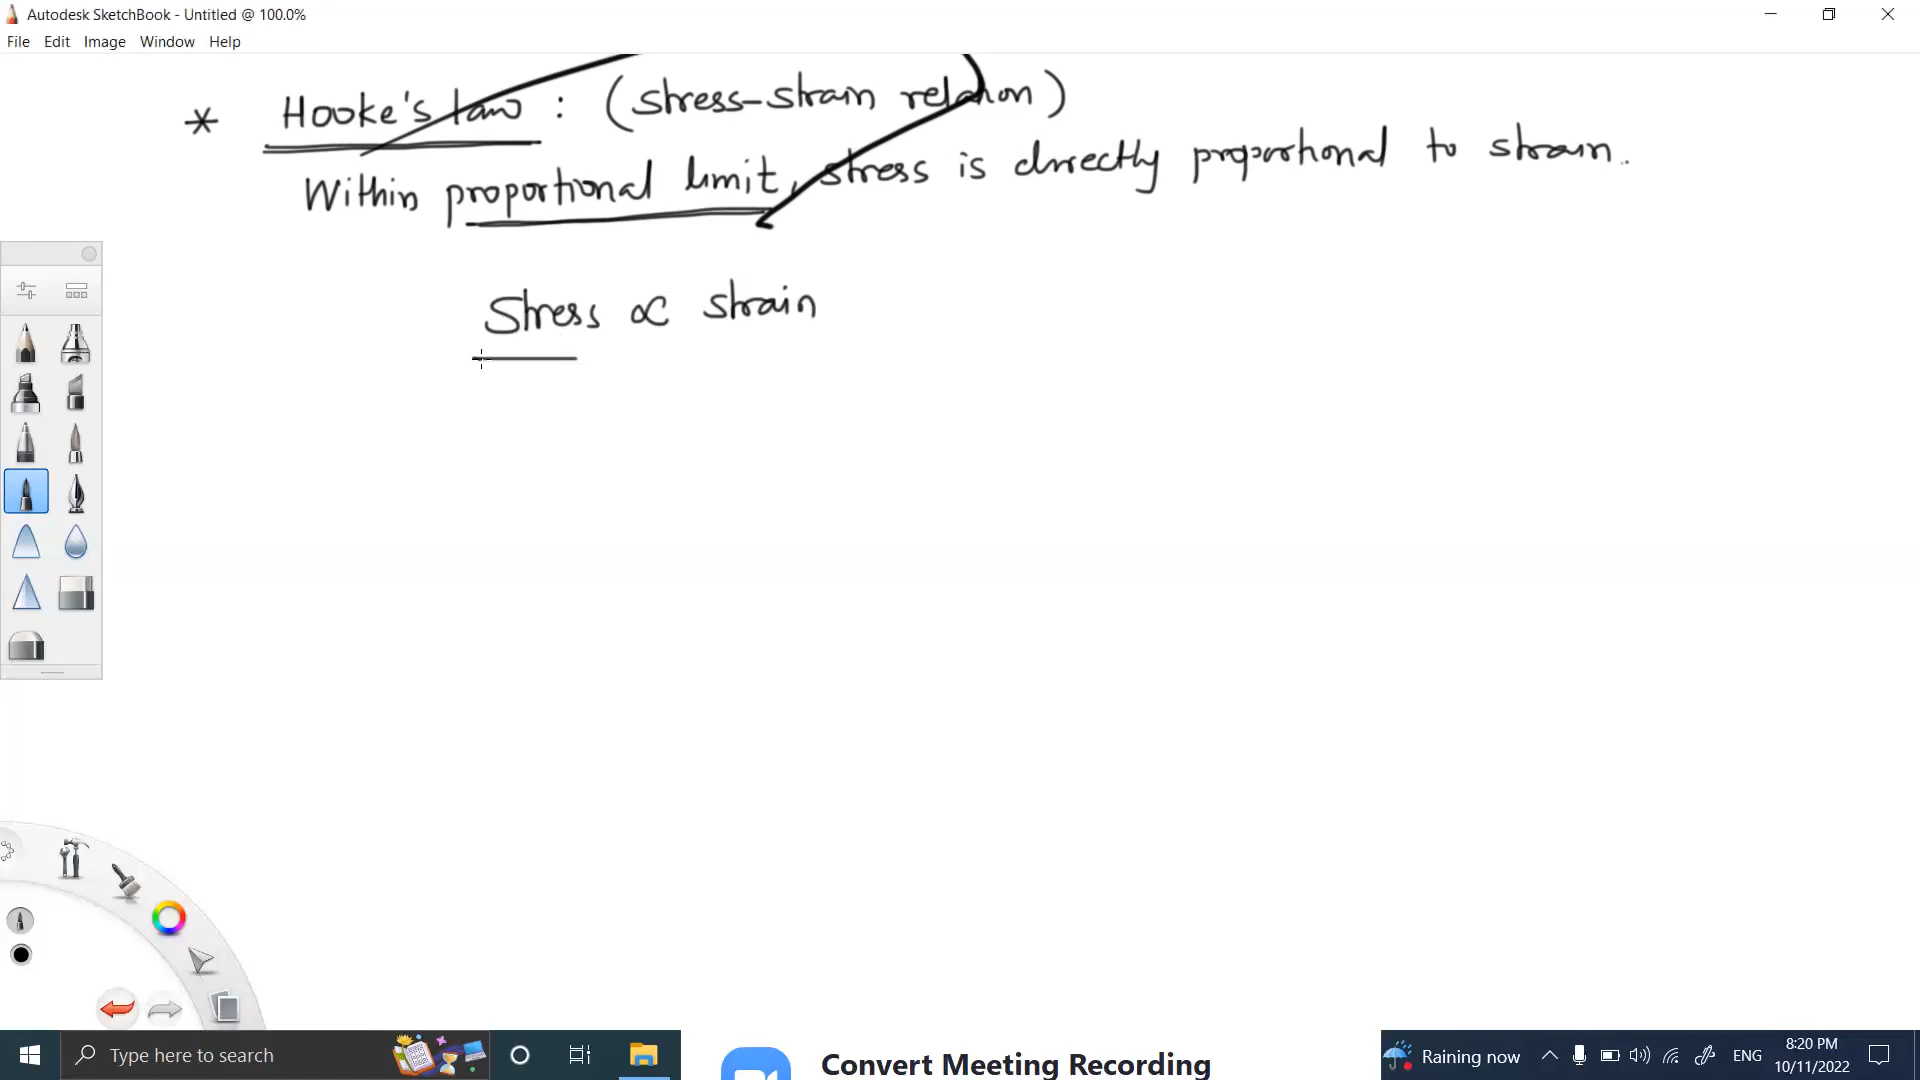 Autodesk SketchBook - Untitled @ 100.0%
File Edit Image Window Help
* Hooke's law : (stress-strain relation)
Within proportional limit, stress is directly proportional to strain.
Stress ∝ strain
Type here to search
Convert Meeting Recording
Raining now
ENG
8:20 PM
10/11/2022